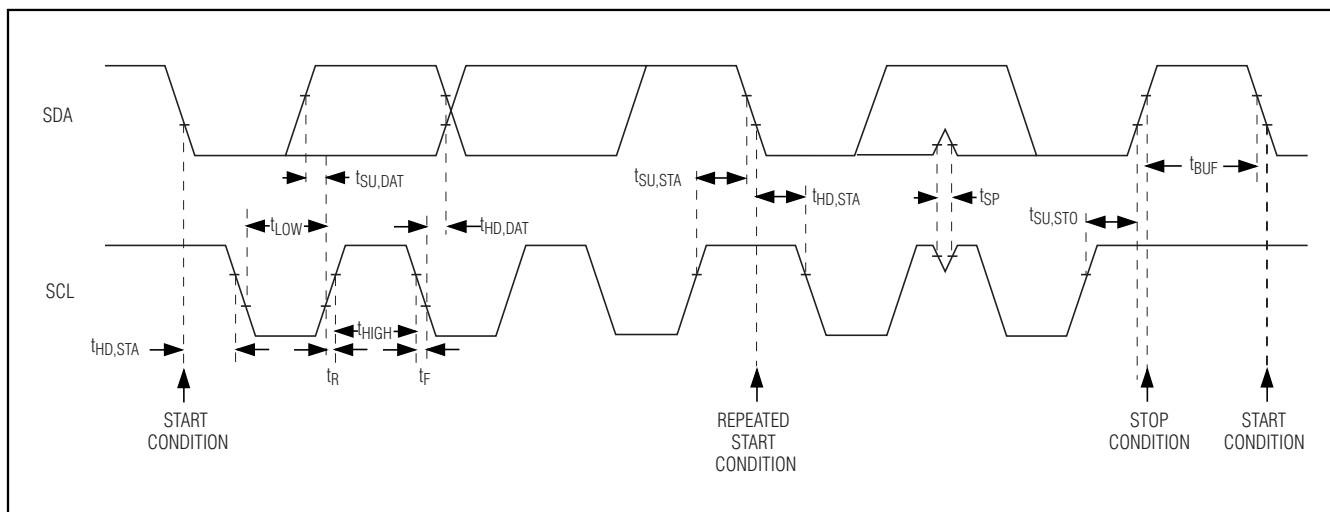 SDA
tSU,DAT
tSU,STA
tBUF
tLOW
tHD,DAT
tHD,STA
tSP
tSU,STO
SCL
tHIGH
tHD,STA
tR
tF
START
CONDITION
REPEATED
START
CONDITION
STOP
CONDITION
START
CONDITION